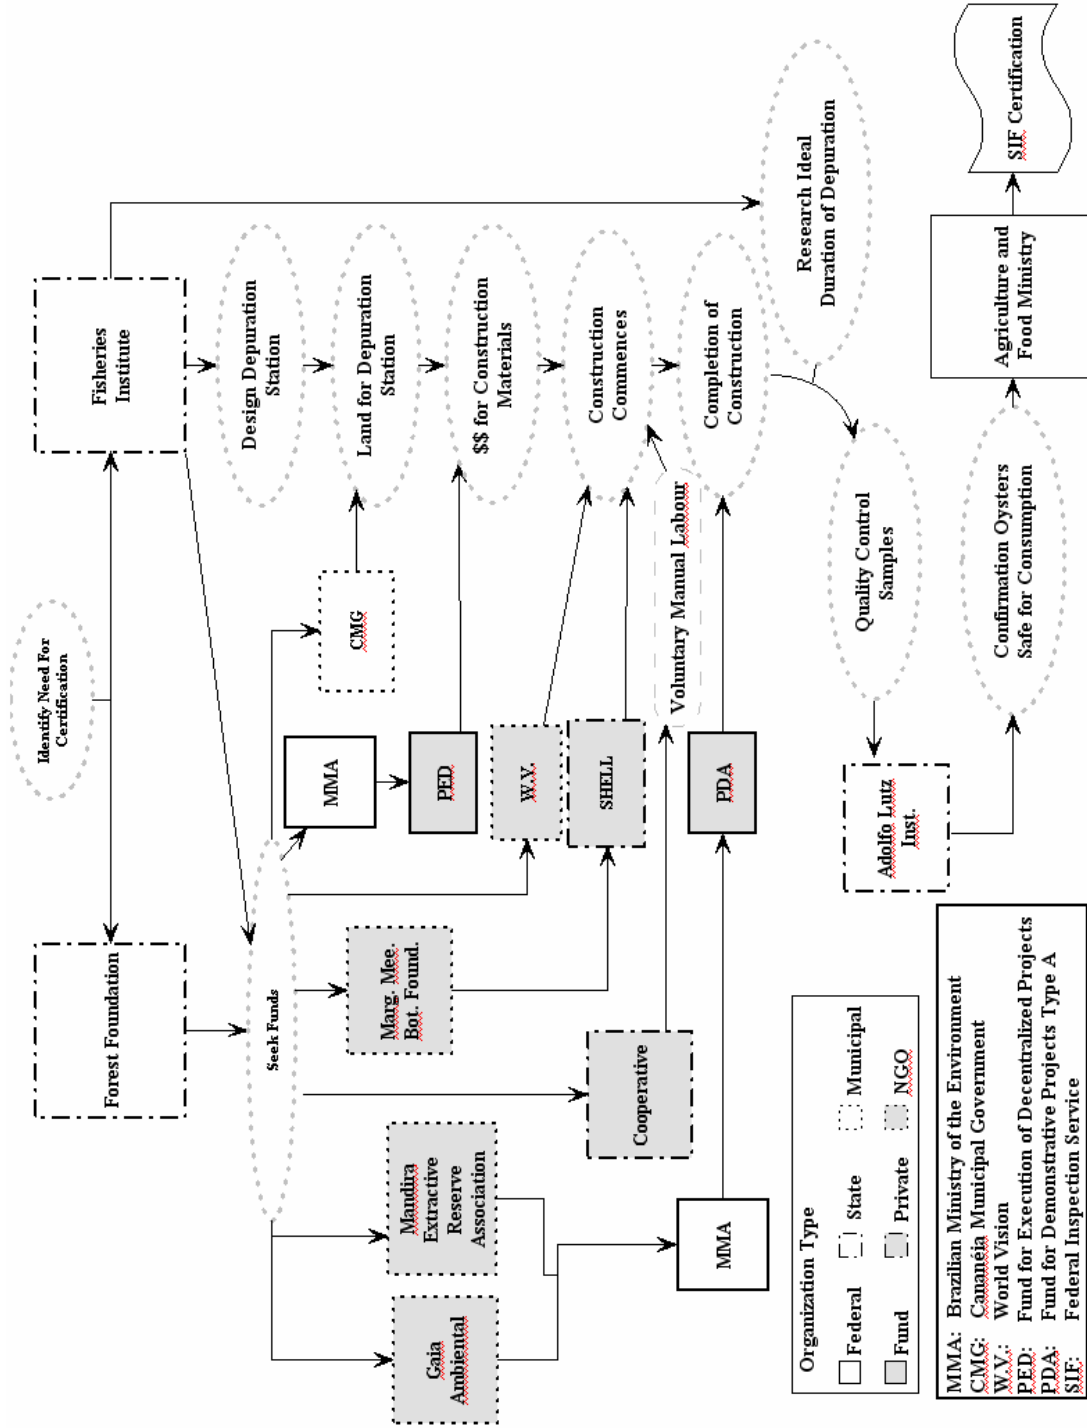 Identify Need For
Certification
Forest Foundation
Fisheries
Institute
Seek Funds
Design Depuration
Station
Land for Depuration
Station
$$ for Construction
Materials
Construction
Commences
Completion of
Construction
Research Ideal
Duration of Depuration
CMG
MMA
PED
W.V.
SHELL
Voluntary Manual Labour
PDA
Marg. Mee.
Bot. Found.
Cooperative
Mandira
Extractive
Reserve
Association
Gaia
Ambiental
MMA
Quality Control
Samples
Adolfo Lutz
Inst.
Confirmation Oysters
Safe for Consumption
Agriculture and
Food Ministry
SIF Certification
Organization Type
Federal State Municipal
Fund Private NGO
MMA: Brazilian Ministry of the Environment
CMG: Cananéia Municipal Government
W.V.: World Vision
PED: Fund for Execution of Decentralized Projects
PDA: Fund for Demonstrative Projects Type A
SIF: Federal Inspection Service